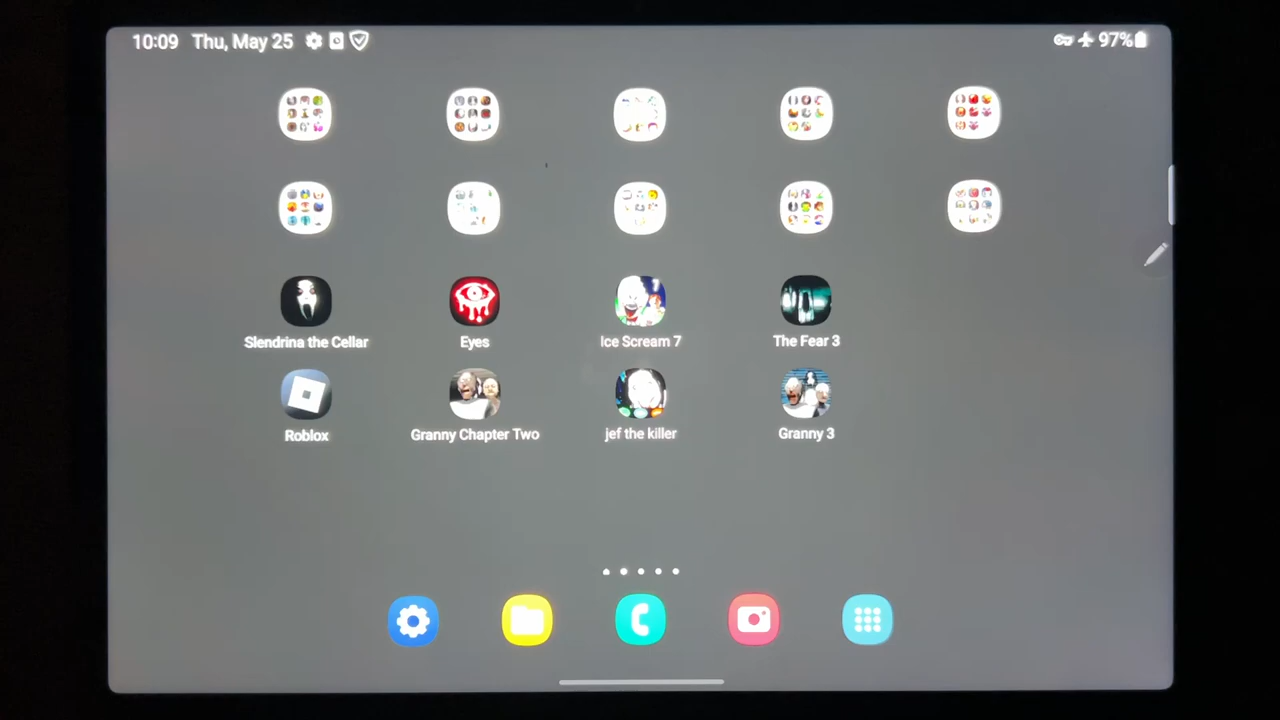 10:09 Thu, May 25 97%
Slendrina the Cellar Eyes Ice Scream 7 The Fear 3
Roblox Granny Chapter Two jef the killer Granny 3